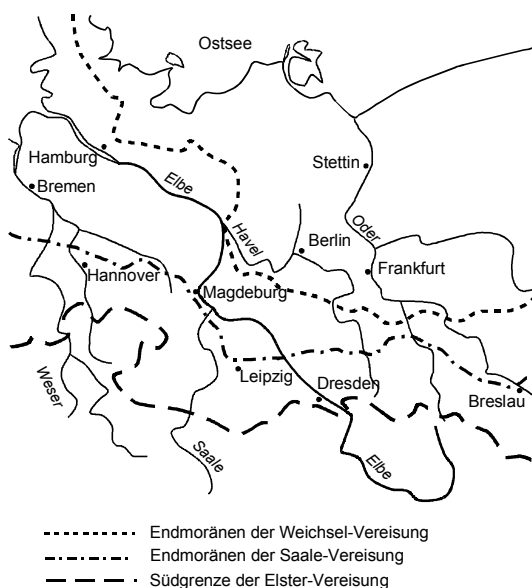 Ostsee
Hamburg
Stettin
Bremen
Elbe
Havel
Oder
Berlin
Hannover
Frankfurt
Magdeburg
Leipzig
Dresden
Weser
Breslau
Saale
Elbe
Endmoränen der Weichsel-Vereisung
Endmoränen der Saale-Vereisung
Südgrenze der Elster-Vereisung